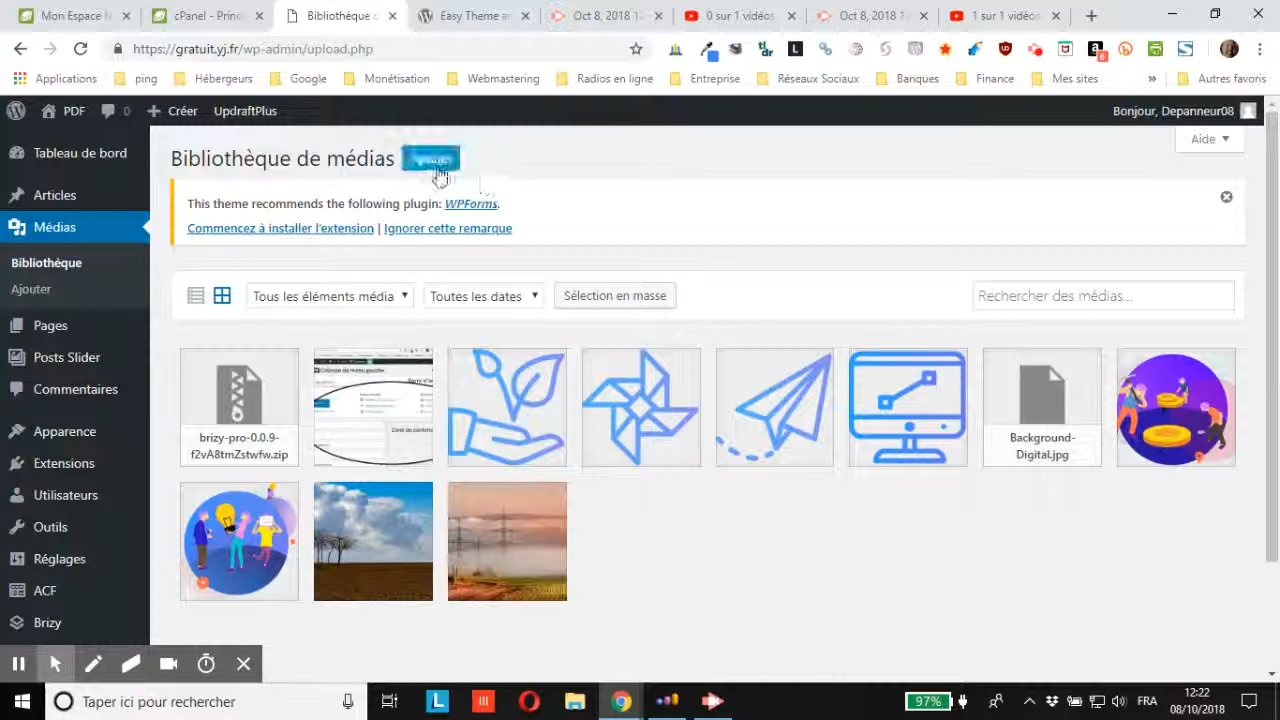 Mon Espace N
cPanel - Princ
Bibliothèque d
Easy Theme an
Oct 8, 2018 12
0 sur 1 vidéos
Oct 8, 2018 1
1 sur 1 vidéos
https://gratuit.yj.fr/wp-admin/upload.php
Applications
ping
Hébergeurs
Google
Monétisation
Webmastering
Radios en ligne
Entreprise
Réseaux Sociaux
Banques
Finance
Mes sites
»
Autres favoris
PDF
0
Créer
UpdraftPlus
Bonjour, Depanneur08
Aide
Bibliothèque de médias
Tableau de bord
Articles
Médias
Bibliothèque
Ajouter
Pages
Posts Slider
Commentaires
Apparence
Extensions
Utilisateurs
Outils
Réglages
ACF
Brizy
This theme recommends the following plugin: WPForms.
Commencez à installer l'extension | Ignorer cette remarque
Tous les éléments média
Toutes les dates
Sélection en masse
Rechercher des médias...
brizy-pro-0.0.9-
f2vA8tmZstwfw.zip
Background-
Digital.jpg
Taper ici pour rechercher
97%
FRA
12:22
08/10/2018